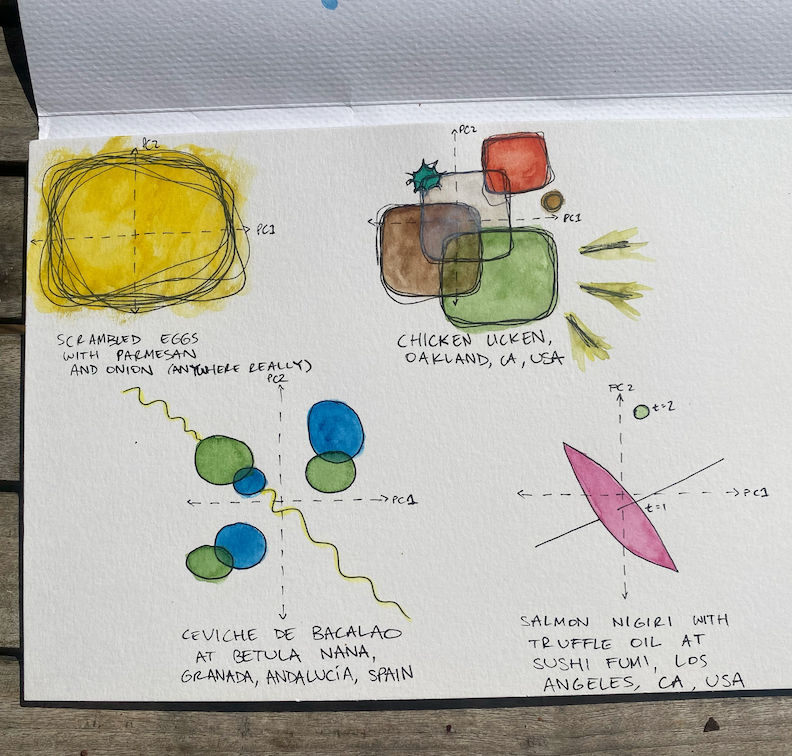 PC2
PC1
SCRAMBLED EGGS
WITH PARMESAN
AND ONION (ANYWHERE REALLY)
PC2
PC1
CHICKEN LICKEN,
OAKLAND, CA, USA
PC2
PC1
CEVICHE DE BACALAO
AT BETULA NANA,
GRANADA, ANDALUCÍA, SPAIN
PC2
t=2
PC1
t=1
SALMON NIGIRI WITH
TRUFFLE OIL AT
SUSHI FUMI, LOS
ANGELES, CA, USA